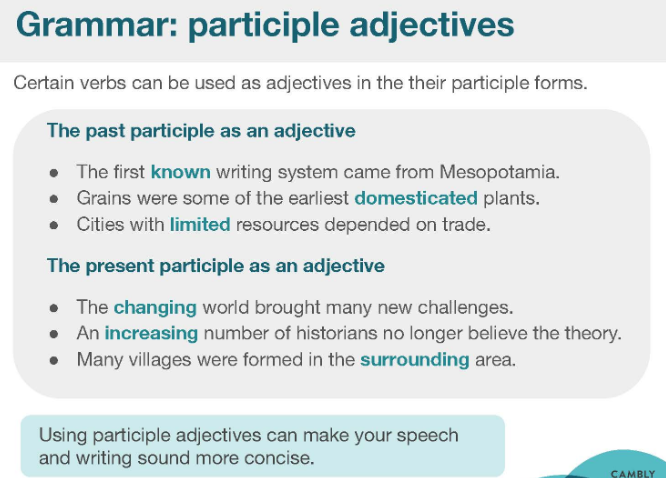 Grammar: participle adjectives
Certain verbs can be used as adjectives in the their participle forms.
The past participle as an adjective
● The first known writing system came from Mesopotamia.
● Grains were some of the earliest domesticated plants.
● Cities with limited resources depended on trade.
The present participle as an adjective
● The changing world brought many new challenges.
● An increasing number of historians no longer believe the theory.
● Many villages were formed in the surrounding area.
Using participle adjectives can make your speech
and writing sound more concise.
CAMBLY